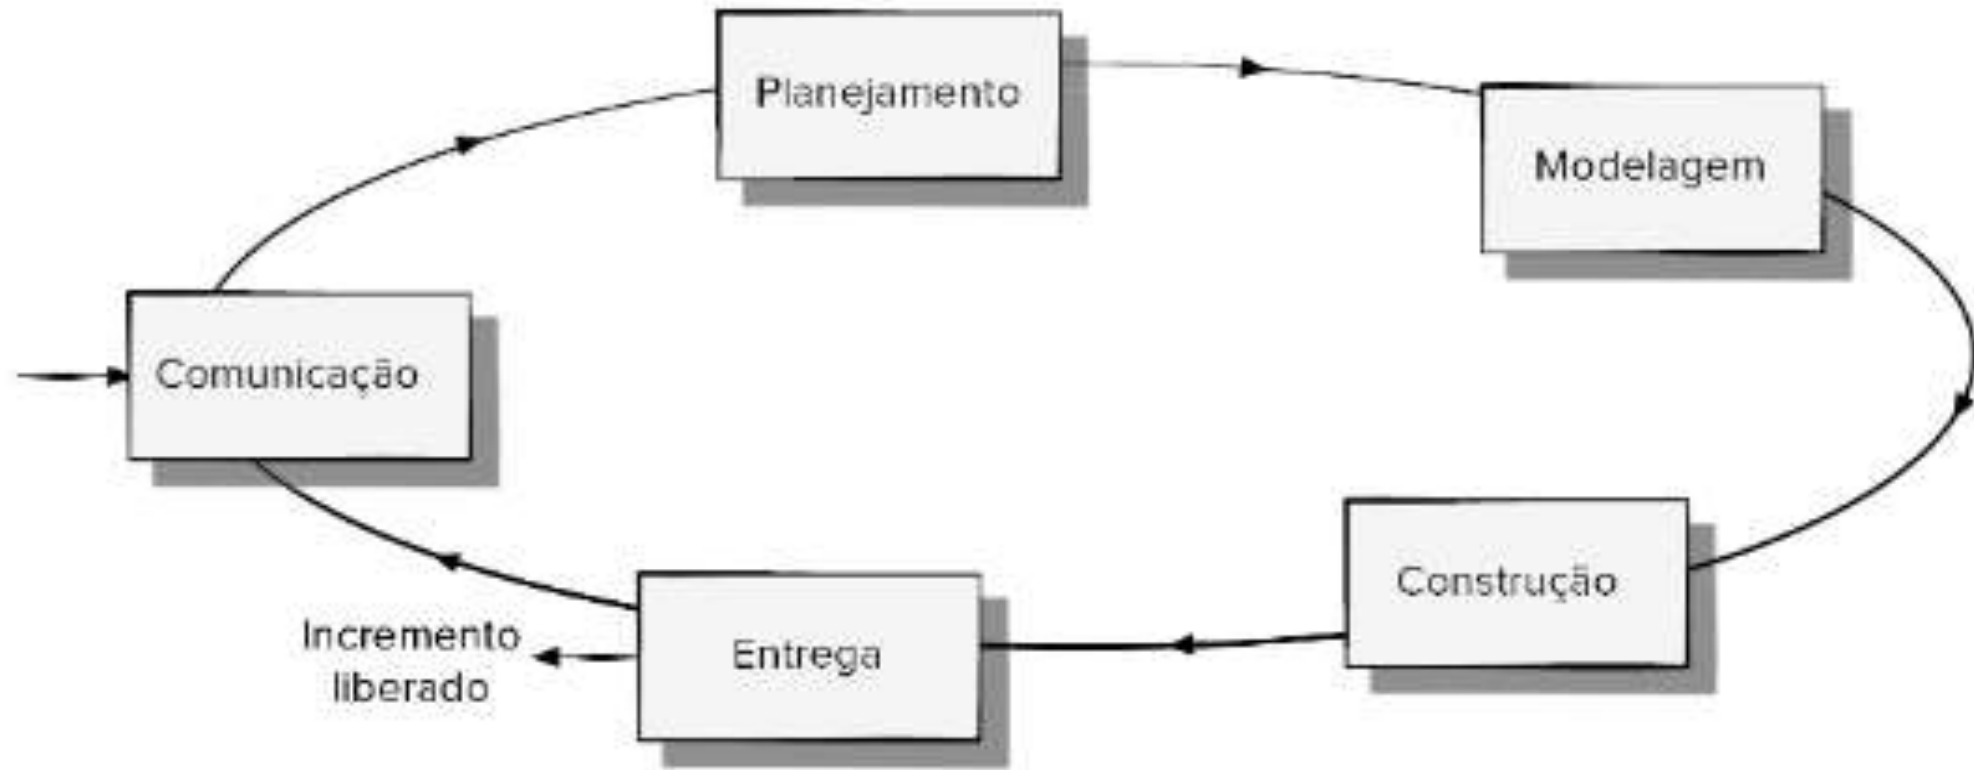 Planejamento
Modelagem
Comunicação
Construção
Entrega
Incremento
liberado